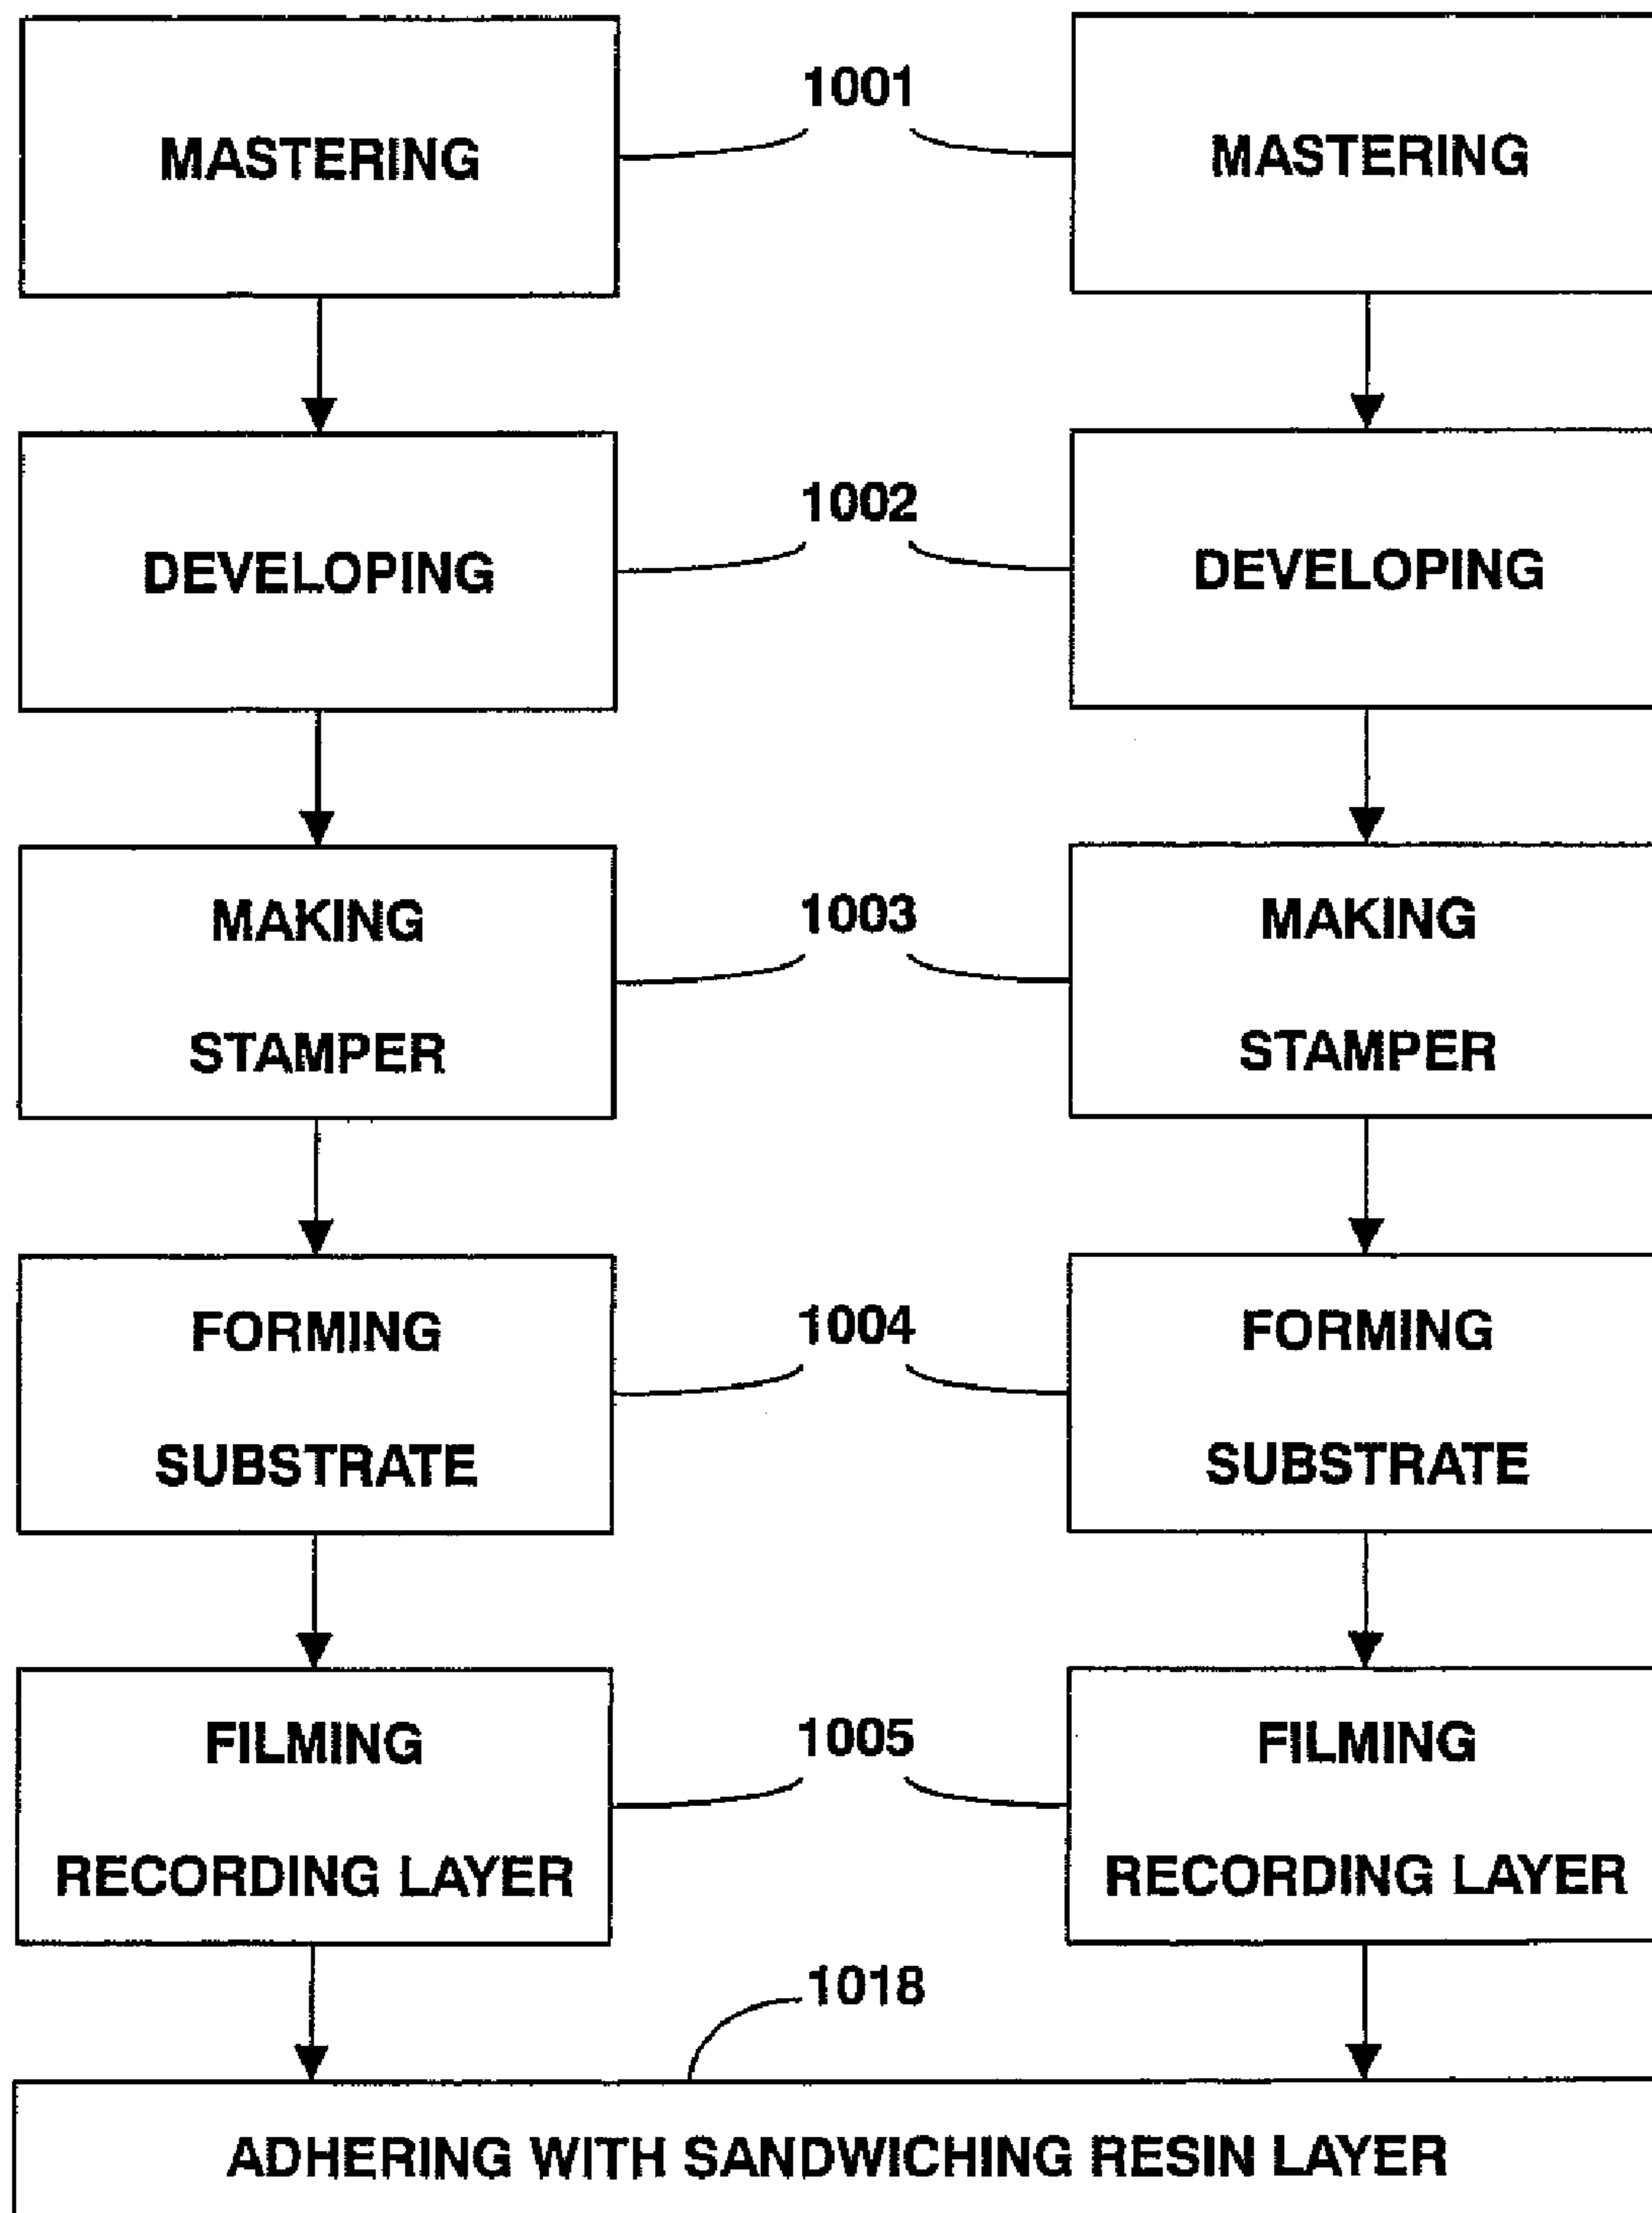 MASTERING
1001
MASTERING
DEVELOPING
1002
DEVELOPING
MAKING
STAMPER
1003
MAKING
STAMPER
FORMING
SUBSTRATE
1004
FORMING
SUBSTRATE
FILMING
RECORDING LAYER
1005
FILMING
RECORDING LAYER
1018
ADHERING WITH SANDWICHING RESIN LAYER